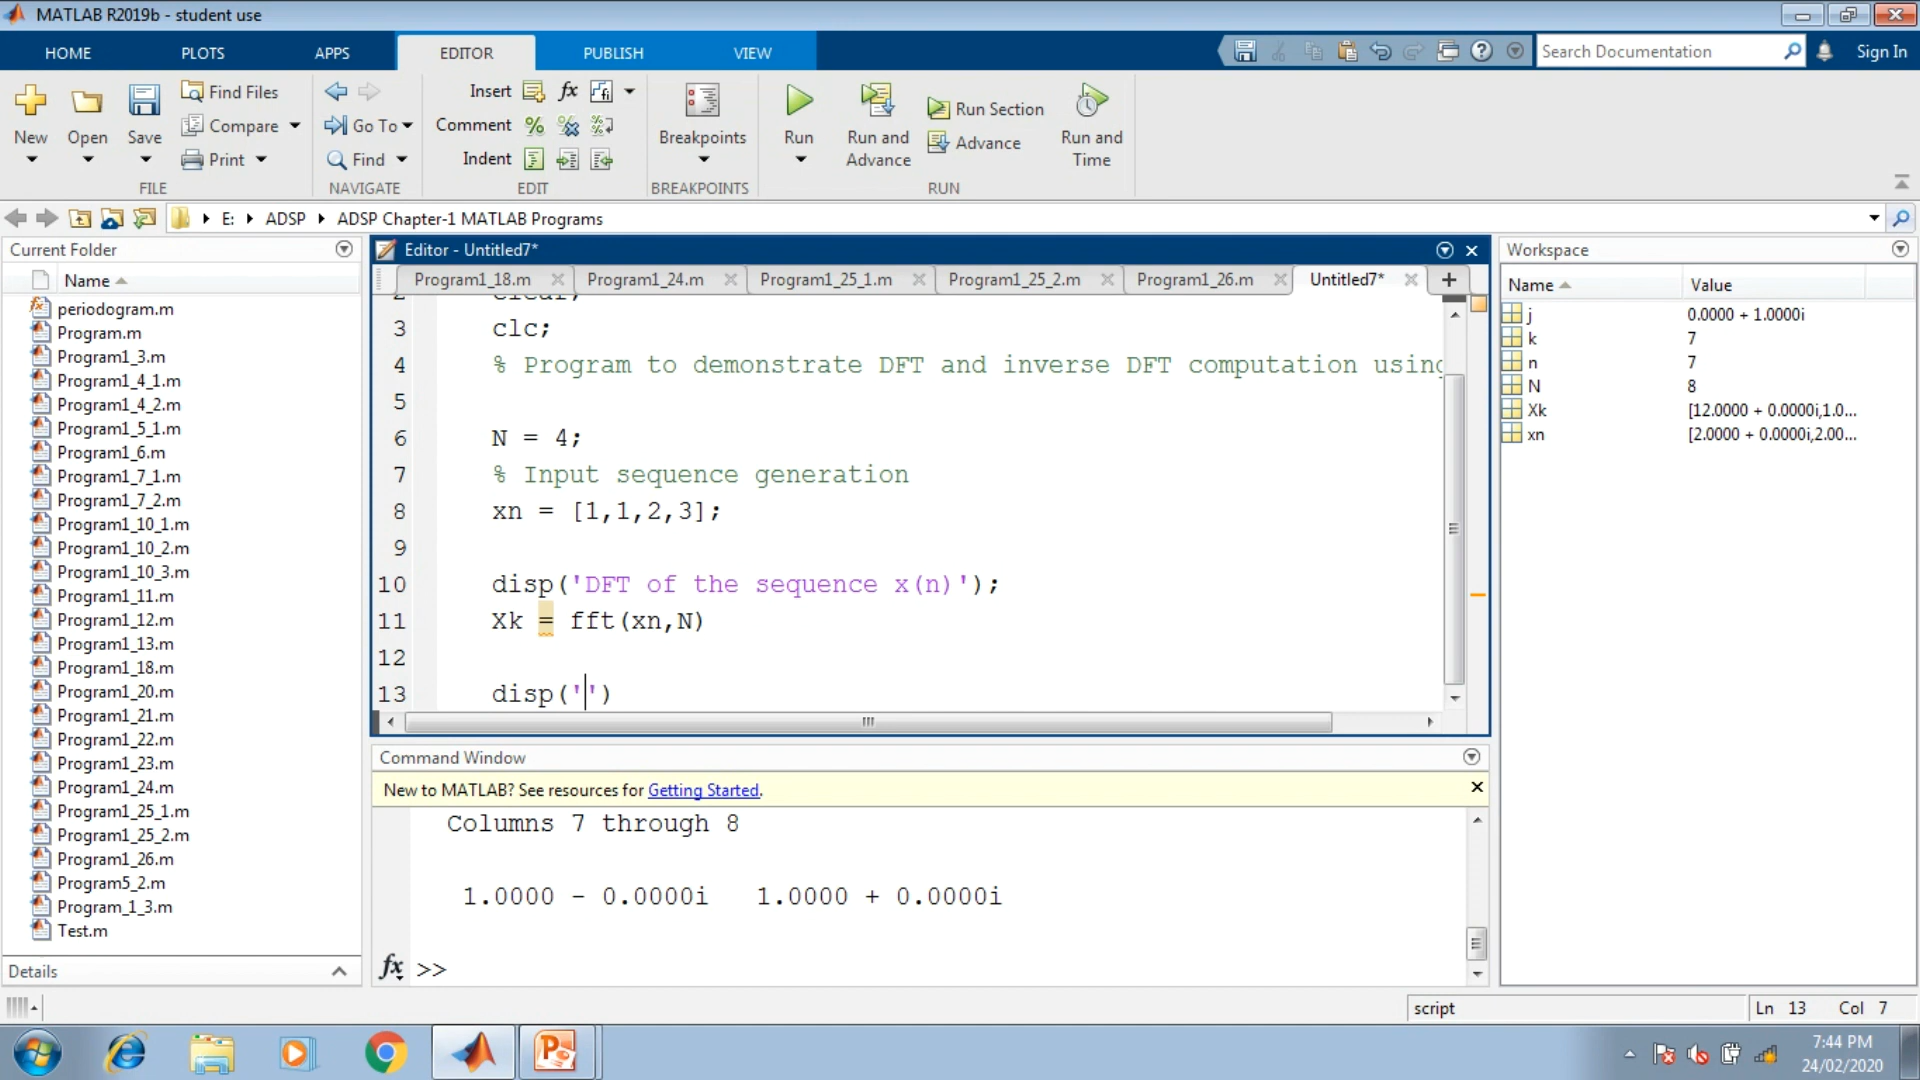 MATLAB R2019b - student use
HOME PLOTS APPS EDITOR PUBLISH VIEW
Search Documentation
Sign In
New
Open
Save
Find Files
Compare
Print
FILE
Go To
Find
NAVIGATE
Insert
Comment
Indent
EDIT
Breakpoints
BREAKPOINTS
Run
Run and Advance
Run Section
Advance
Run and Time
RUN
E: ADSP ADSP Chapter-1 MATLAB Programs
Current Folder
Name
periodogram.m
Program.m
Program1_3.m
Program1_4_1.m
Program1_4_2.m
Program1_5_1.m
Program1_6.m
Program1_7_1.m
Program1_7_2.m
Program1_10_1.m
Program1_10_2.m
Program1_10_3.m
Program1_11.m
Program1_12.m
Program1_13.m
Program1_18.m
Program1_20.m
Program1_21.m
Program1_22.m
Program1_23.m
Program1_24.m
Program1_25_1.m
Program1_25_2.m
Program1_26.m
Program5_2.m
Program_1_3.m
Test.m
Details
Editor - Untitled7*
Program1_18.m Program1_24.m Program1_25_1.m Program1_25_2.m Program1_26.m Untitled7*
2 clear;
3 clc;
4 % Program to demonstrate DFT and inverse DFT computation using
5
6 N = 4;
7 % Input sequence generation
8 xn = [1,1,2,3];
9
10 disp('DFT of the sequence x(n)');
11 Xk = fft(xn,N)
12
13 disp('')
Command Window
New to MATLAB? See resources for Getting Started.
Columns 7 through 8
1.0000 - 0.0000i 1.0000 + 0.0000i
fx >>
Workspace
Name Value
j 0.0000 + 1.0000i
k 7
n 7
N 8
Xk [12.0000 + 0.0000i,1.0...
xn [2.0000 + 0.0000i,2.00...
script
Ln 13 Col 7
7:44 PM
24/02/2020